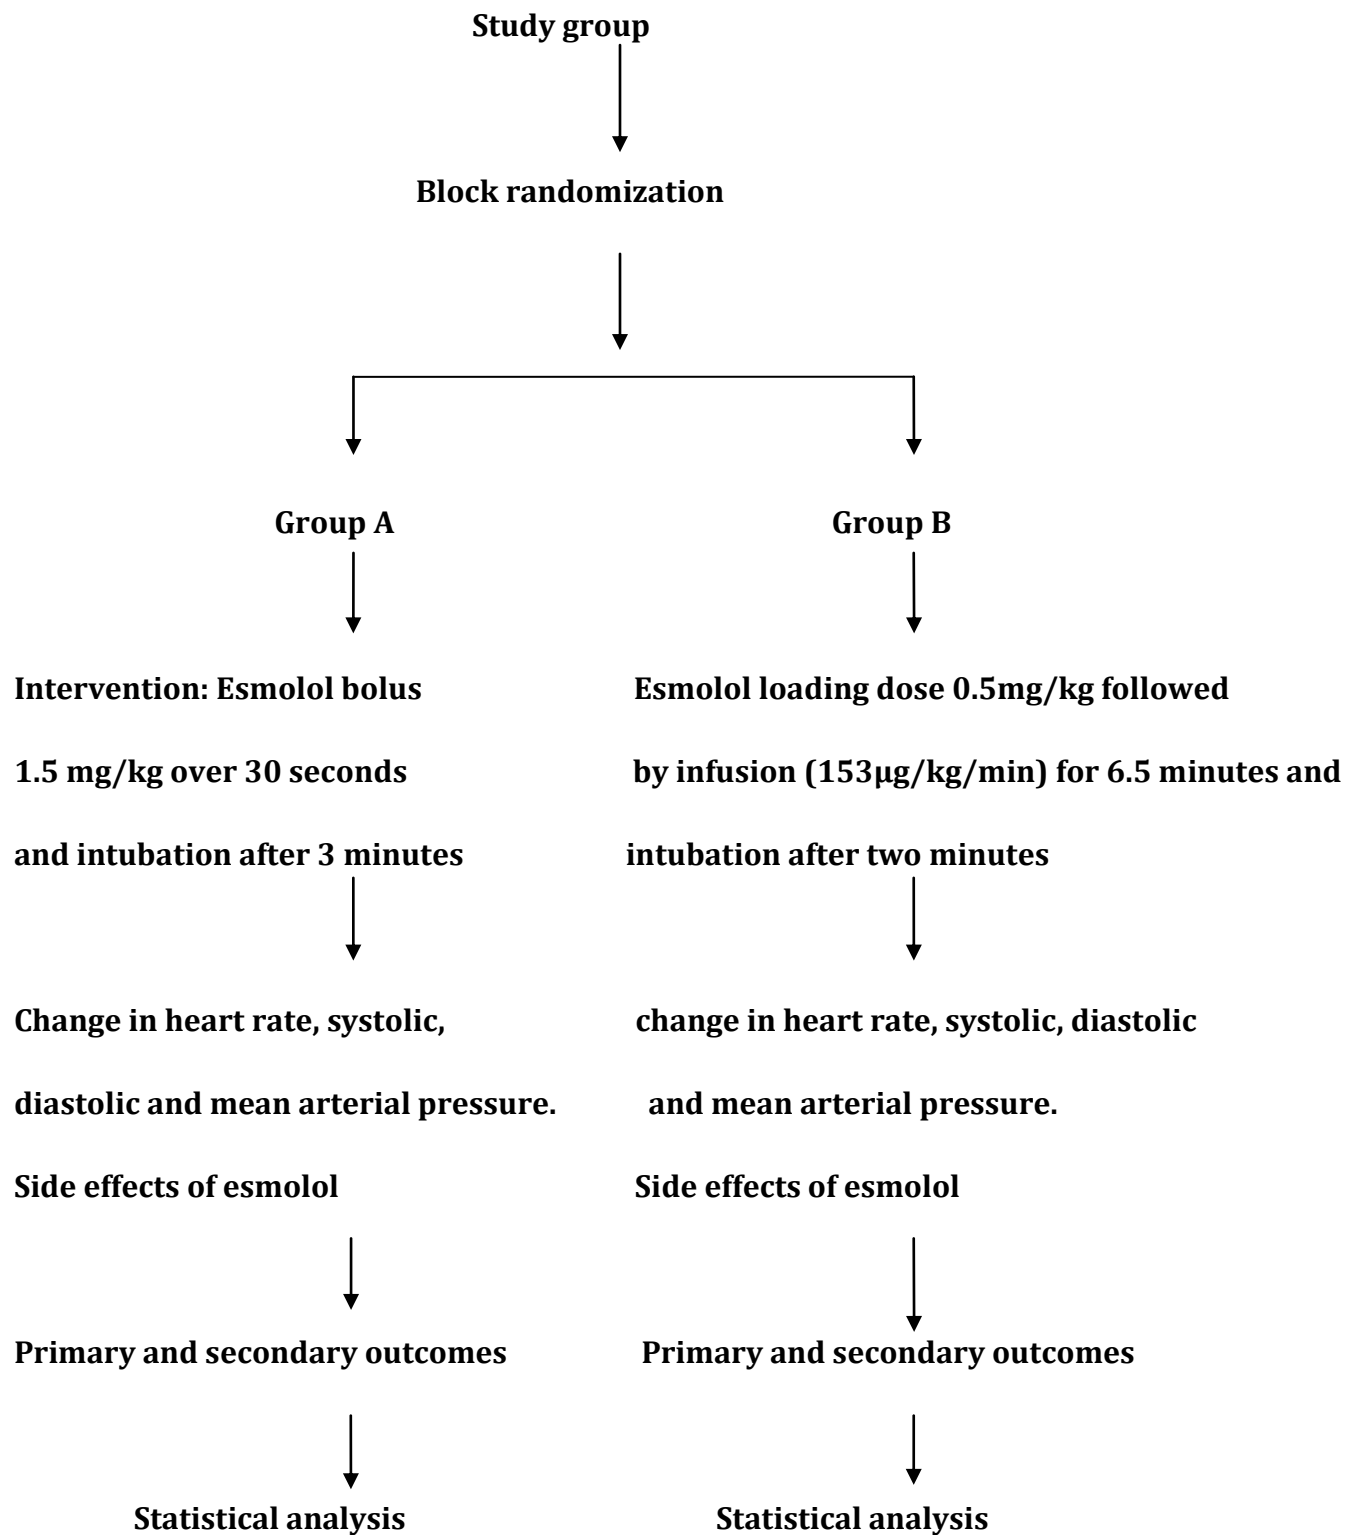 Study group
Block randomization
Group A
Group B
Intervention: Esmolol bolus
1.5 mg/kg over 30 seconds
and intubation after 3 minutes
Esmolol loading dose 0.5mg/kg followed
by infusion (153µg/kg/min) for 6.5 minutes and
intubation after two minutes
Change in heart rate, systolic,
diastolic and mean arterial pressure.
Side effects of esmolol
change in heart rate, systolic, diastolic
and mean arterial pressure.
Side effects of esmolol
Primary and secondary outcomes
Primary and secondary outcomes
Statistical analysis
Statistical analysis